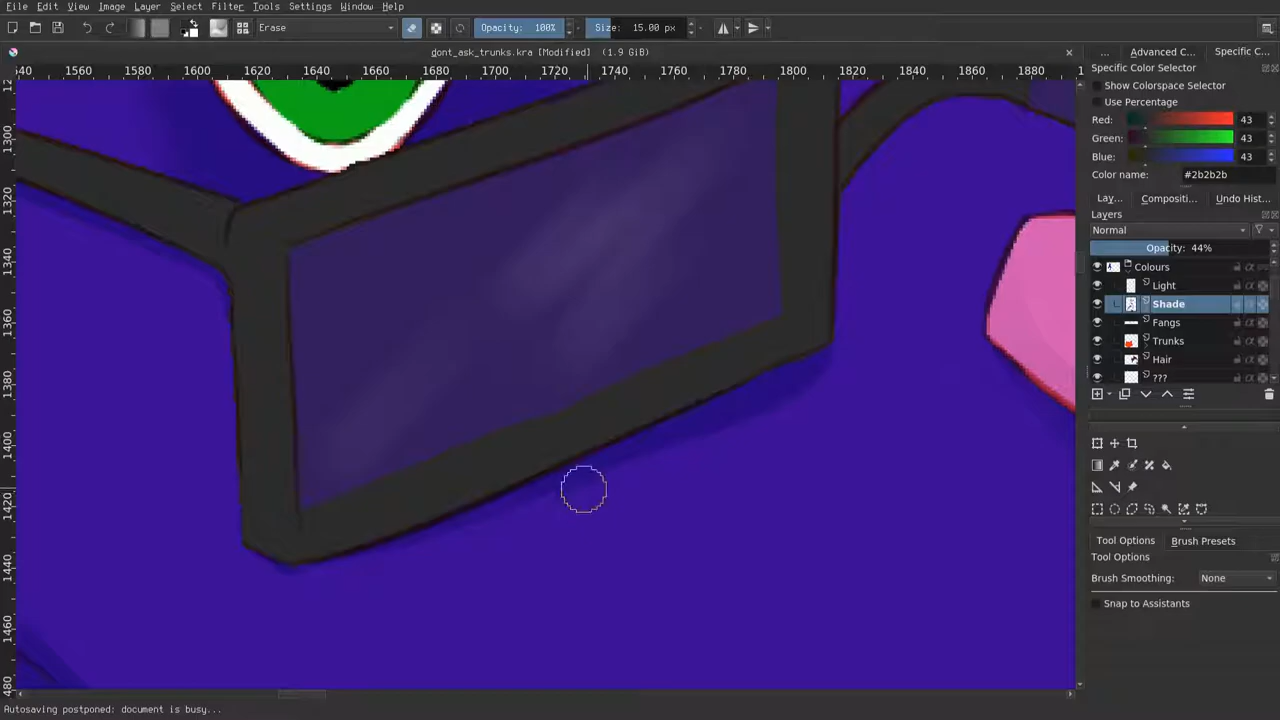 File Edit View Image Layer Select Filter Tools Settings Window Help
Erase Opacity: 100% Size: 15.00 px
gont_ask_trunks.kra [Modified] (1.9 GiB)
... Advanced C... Specific C...
540 1560 1580 1600 1620 1640 1660 1680 1700 1720 1740 1760 1780 1800 1820 1840 1860 1880 1
Specific Color Selector
Show Colorspace Selector
Use Percentage
Red: 43
Green: 43
Blue: 43
Color name: #2b2b2b
Lay... Compositi... Undo Hist...
Layers
Normal
Opacity: 44%
Colours
Light
Shade
Fangs
Trunks
Hair
???
Tool Options Brush Presets
Tool Options
Brush Smoothing: None
Snap to Assistants
12
1300
1320
1340
1360
1380
1400
1420
1440
1460
480
Autosaving postponed: document is busy...